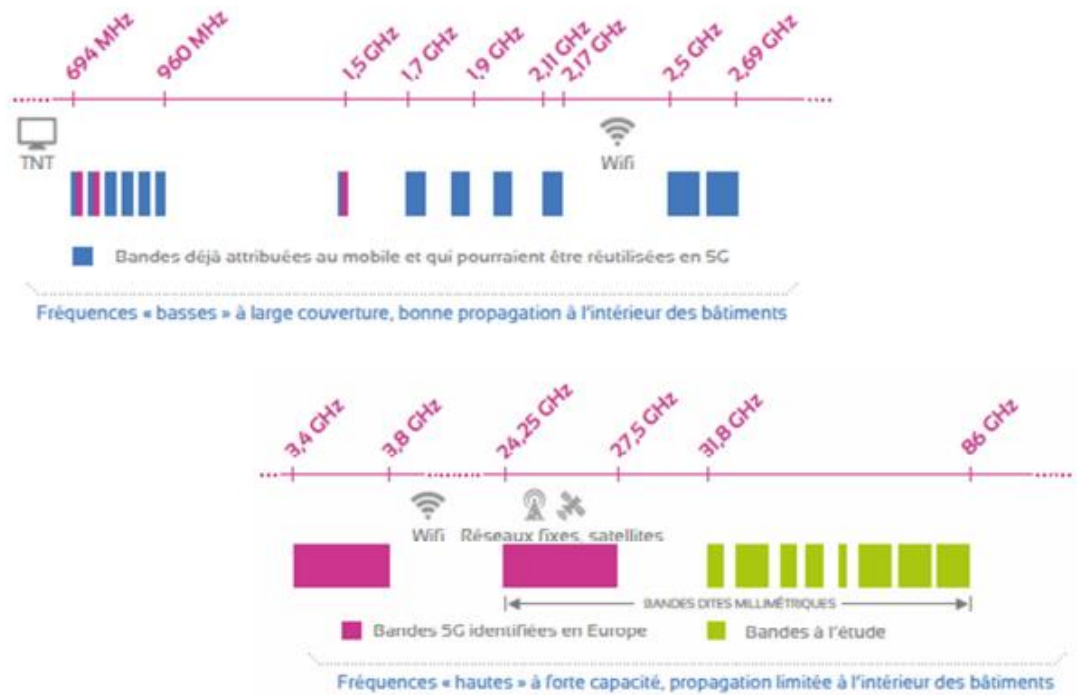 694 MHz 960 MHz 1,5 GHz 1,7 GHz 1,9 GHz 2,11 GHz 2,17 GHz 2,5 GHz 2,69 GHz
TNT Wifi
Bandes déjà attribuées au mobile et qui pourraient être réutilisées en 5G
Fréquences « basses » à large couverture, bonne propagation à l'intérieur des bâtiments
3,4 GHz 3,8 GHz 24,25 GHz 27,5 GHz 31,8 GHz 86 GHz
Wifi Réseaux fixes, satellites
BANDES DITES MILLIMÉTRIQUES
Bandes 5G identifiées en Europe Bandes à l'étude
Fréquences « hautes » à forte capacité, propagation limitée à l'intérieur des bâtiments